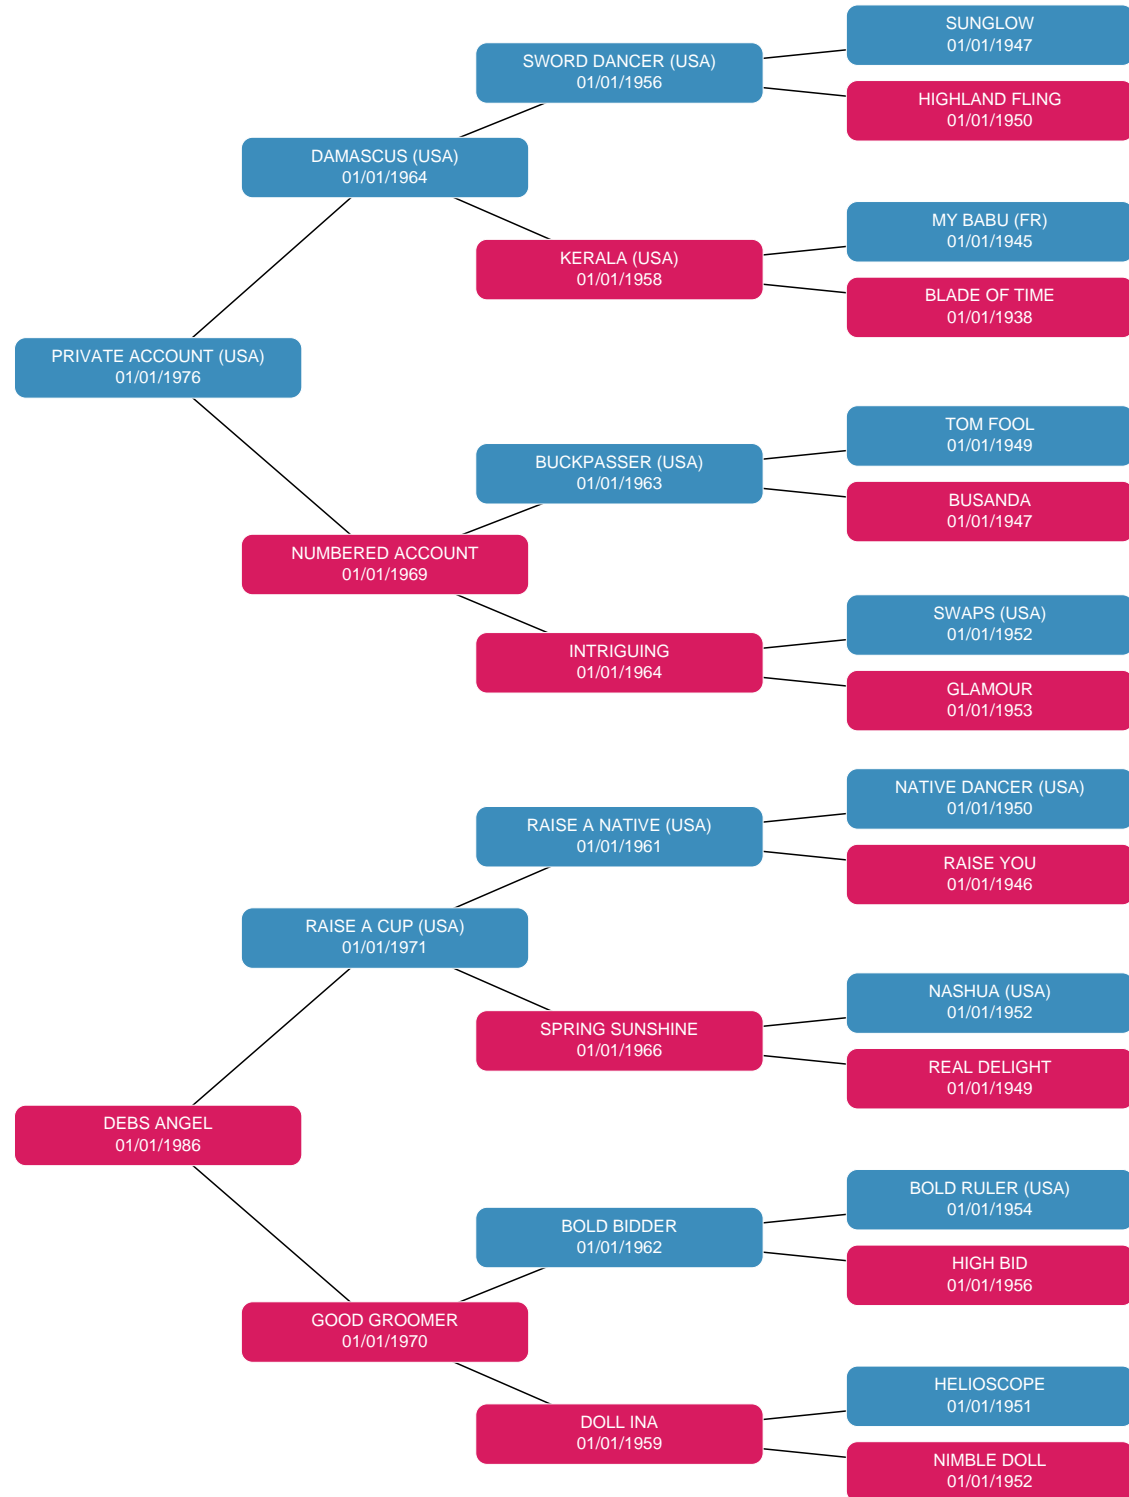 SUNGLOW
01/01/1947
SWORD DANCER (USA)
01/01/1956
HIGHLAND FLING
01/01/1950
DAMASCUS (USA)
01/01/1964
MY BABU (FR)
01/01/1945
KERALA (USA)
01/01/1958
BLADE OF TIME
01/01/1938
PRIVATE ACCOUNT (USA)
01/01/1976
TOM FOOL
01/01/1949
BUCKPASSER (USA)
01/01/1963
BUSANDA
01/01/1947
NUMBERED ACCOUNT
01/01/1969
SWAPS (USA)
01/01/1952
INTRIGUING
01/01/1964
GLAMOUR
01/01/1953
NATIVE DANCER (USA)
01/01/1950
RAISE A NATIVE (USA)
01/01/1961
RAISE YOU
01/01/1946
RAISE A CUP (USA)
01/01/1971
NASHUA (USA)
01/01/1952
SPRING SUNSHINE
01/01/1966
REAL DELIGHT
01/01/1949
DEBS ANGEL
01/01/1986
BOLD RULER (USA)
01/01/1954
BOLD BIDDER
01/01/1962
HIGH BID
01/01/1956
GOOD GROOMER
01/01/1970
HELIOSCOPE
01/01/1951
DOLL INA
01/01/1959
NIMBLE DOLL
01/01/1952